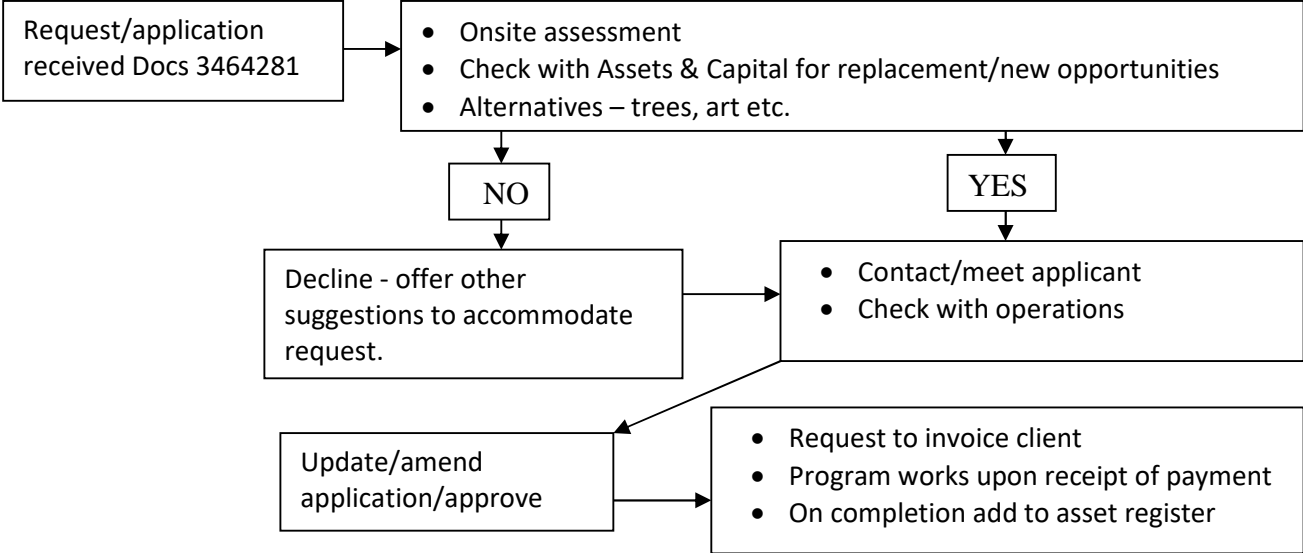 Request/application
received Docs 3464281
• Onsite assessment
• Check with Assets & Capital for replacement/new opportunities
• Alternatives – trees, art etc.
NO
YES
Decline - offer other
suggestions to accommodate
request.
• Contact/meet applicant
• Check with operations
Update/amend
application/approve
• Request to invoice client
• Program works upon receipt of payment
• On completion add to asset register